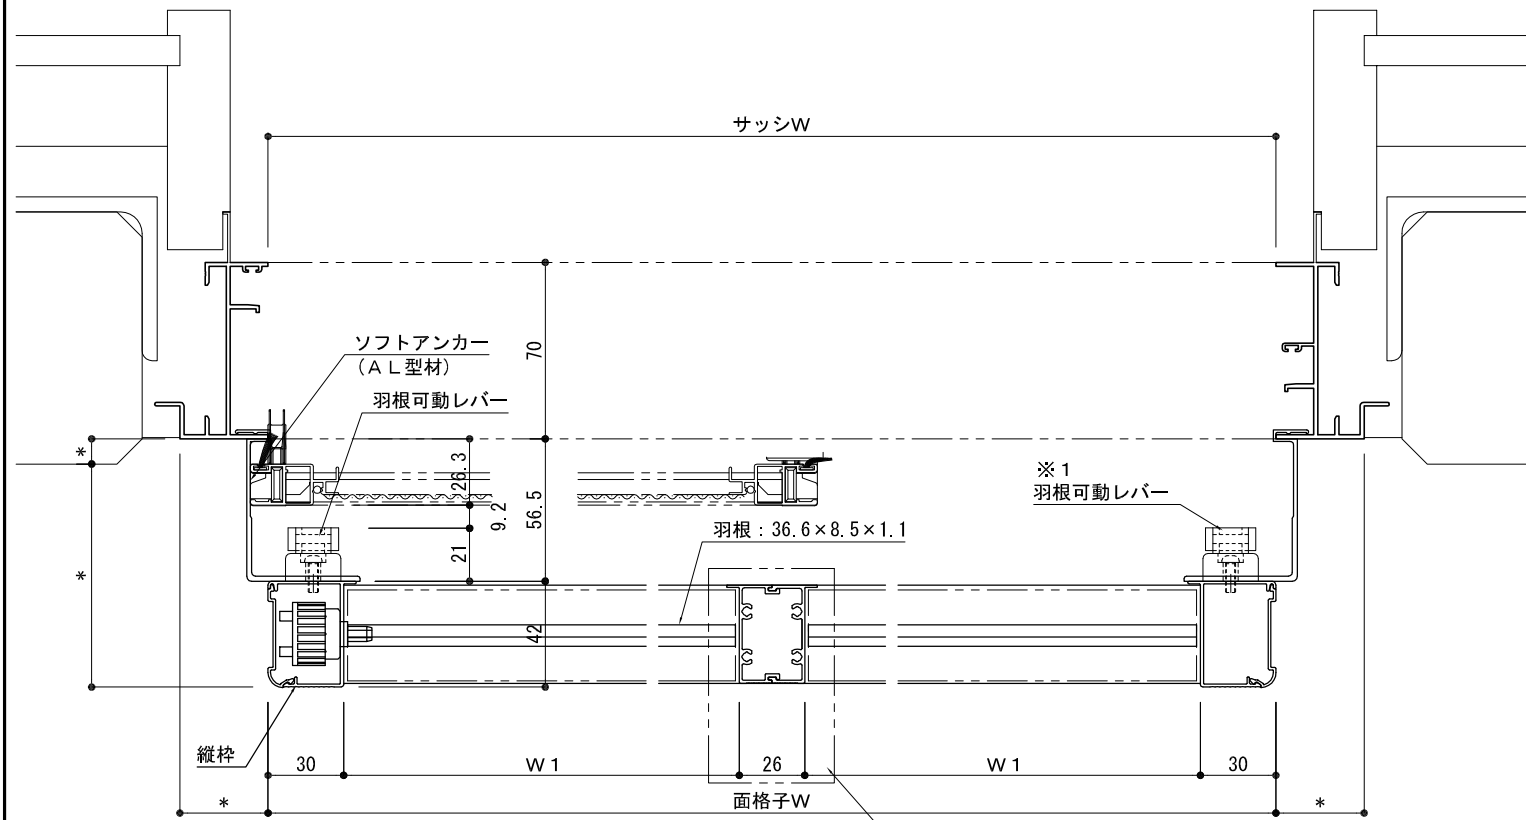 サッシW
ソフトアンカー
(AL型材)
70
羽根可動レバー
*
26.3
※1
羽根可動レバー
9.2
56.5
羽根：36.6×8.5×1.1
21
*
42
縦枠
30
W1
26
W1
30
*
面格子W
*